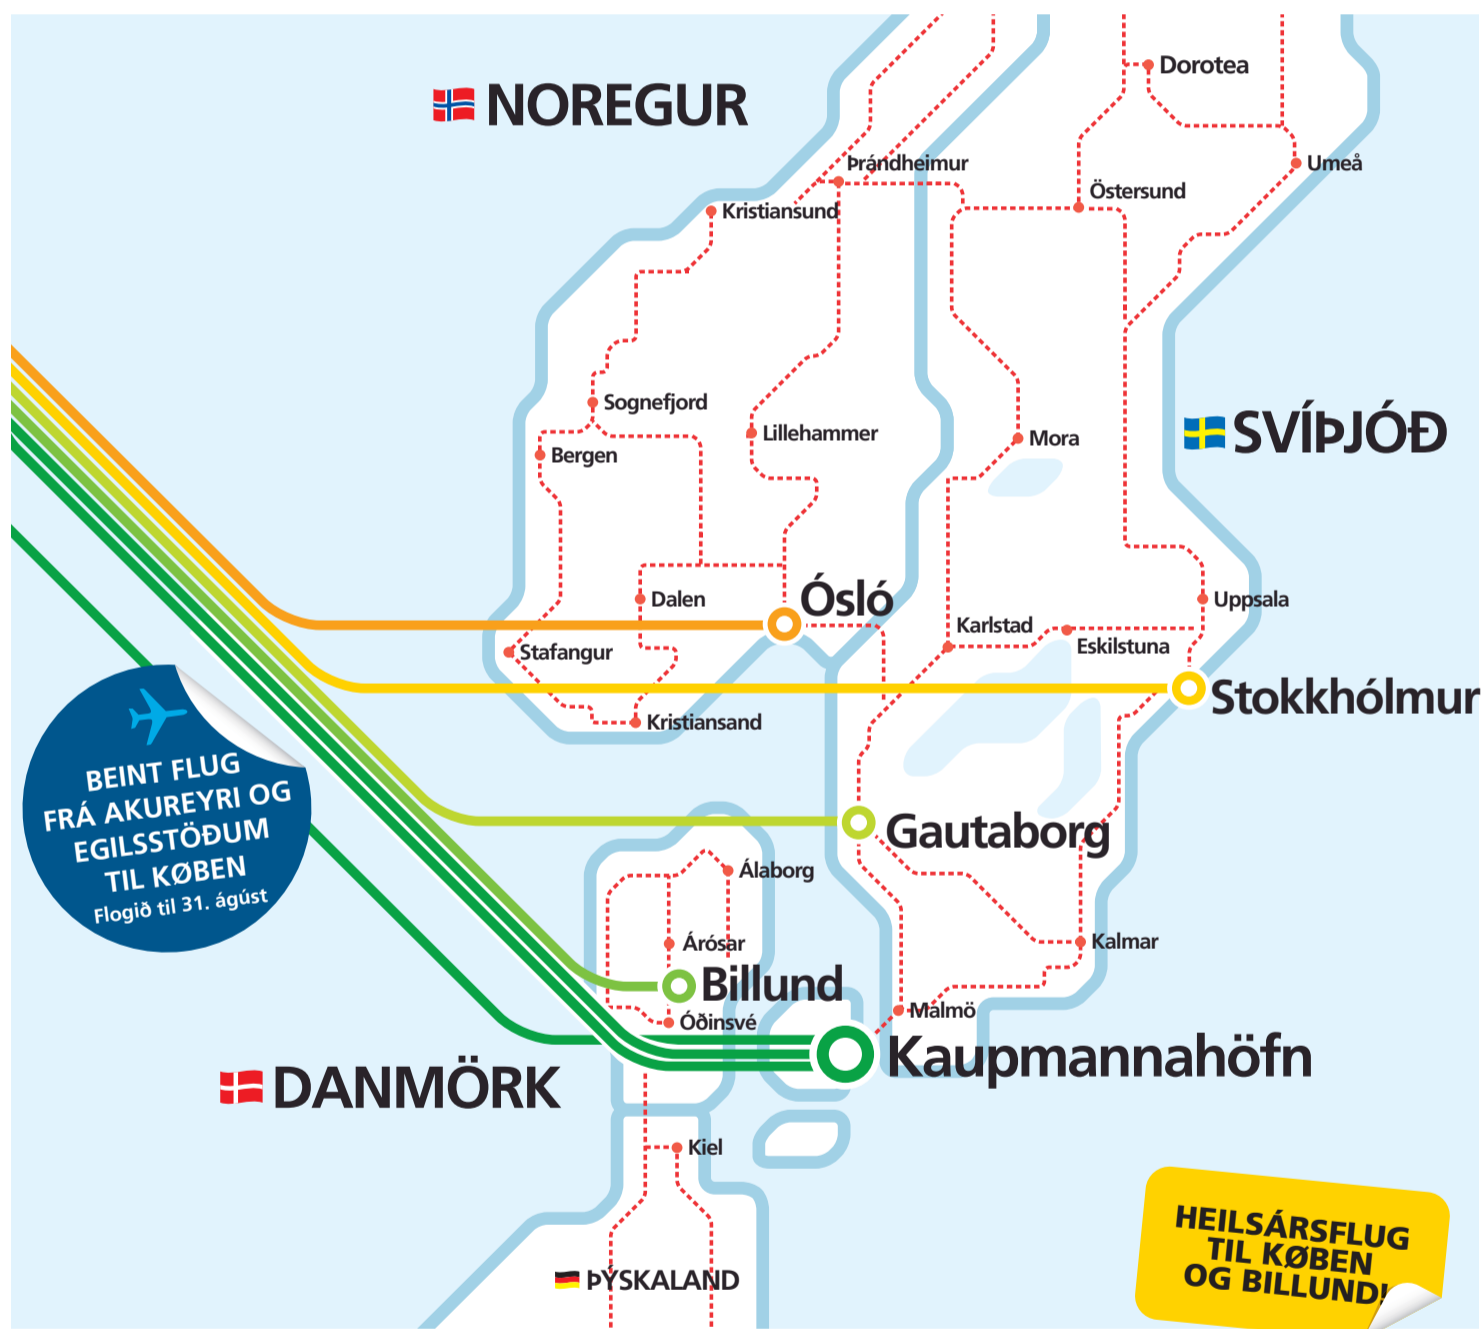 Dorotea
NOREGUR
Þrándheimur
Umeå
Östersund
Kristiansund
Sognefjord
SVÍÞJÓÐ
Lillehammer
Mora
Bergen
Ósló
Dalen
Uppsala
Karlstad
Eskilstuna
Stafangur
Stokkhólmur
Kristiansand
BEINT FLUG
FRÁ AKUREYRI OG
EGILSSTÖÐUM
TIL KØBEN
Flogið til 31. ágúst
Gautaborg
Álaborg
Árósar
Kalmar
Billund
Malmö
Óðinsvé
Kaupmannahöfn
DANMÖRK
Kiel
HEILSÁRSFLUG
TIL KØBEN
OG BILLUND!
ÞÝSKALAND